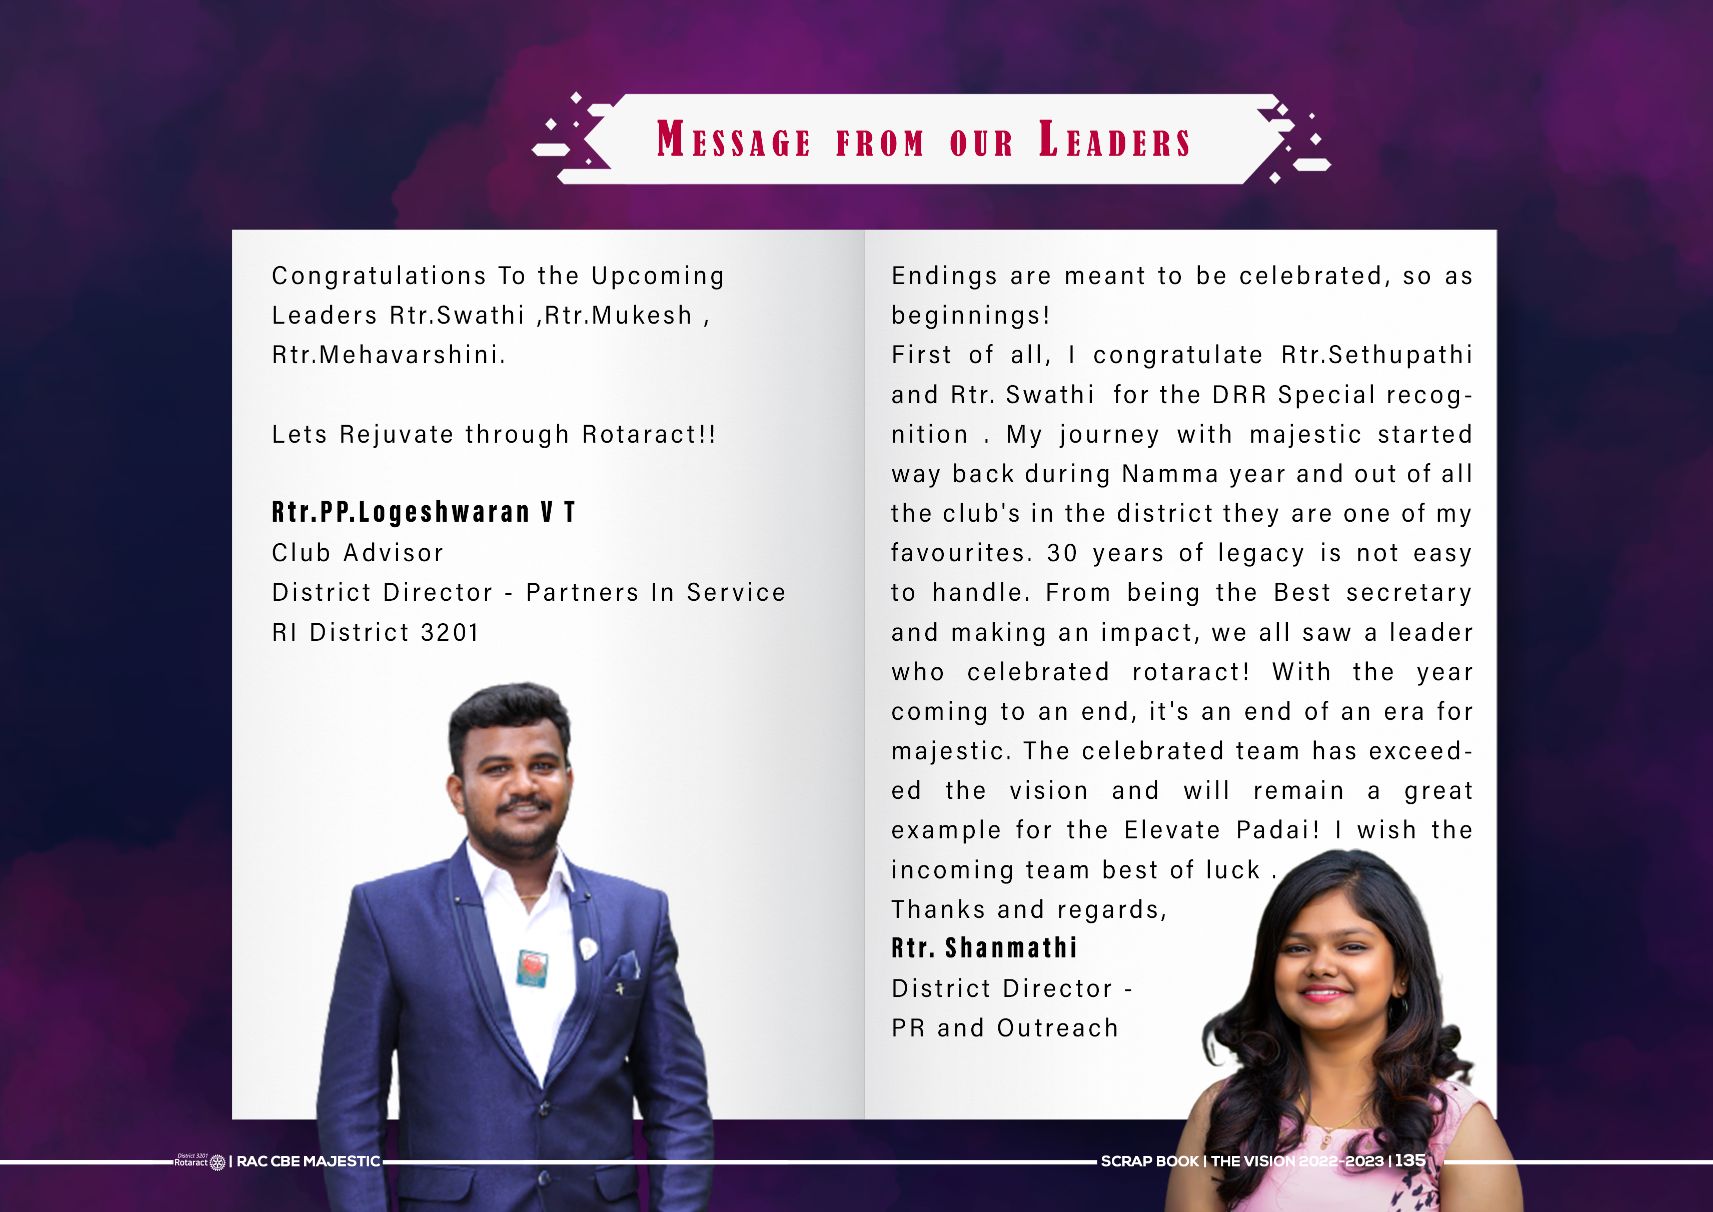 Message from our Leaders
Congratulations To the Upcoming
Leaders Rtr.Swathi ,Rtr.Mukesh ,
Rtr.Mehavarshini.
Lets Rejuvate through Rotaract!!
Rtr.PP.Logeshwaran V T
Club Advisor
District Director - Partners In Service
RI District 3201
Endings are meant to be celebrated, so as
beginnings!
First of all, I congratulate Rtr.Sethupathi
and Rtr. Swathi for the DRR Special recog-
nition . My journey with majestic started
way back during Namma year and out of all
the club's in the district they are one of my
favourites. 30 years of legacy is not easy
to handle. From being the Best secretary
and making an impact, we all saw a leader
who celebrated rotaract! With the year
coming to an end, it's an end of an era for
majestic. The celebrated team has exceed-
ed the vision and will remain a great
example for the Elevate Padai! I wish the
incoming team best of luck .
Thanks and regards,
Rtr. Shanmathi
District Director -
PR and Outreach
District 3201
Rotaract | RAC CBE MAJESTIC
SCRAP BOOK | THE VISION 2022-2023 | 135